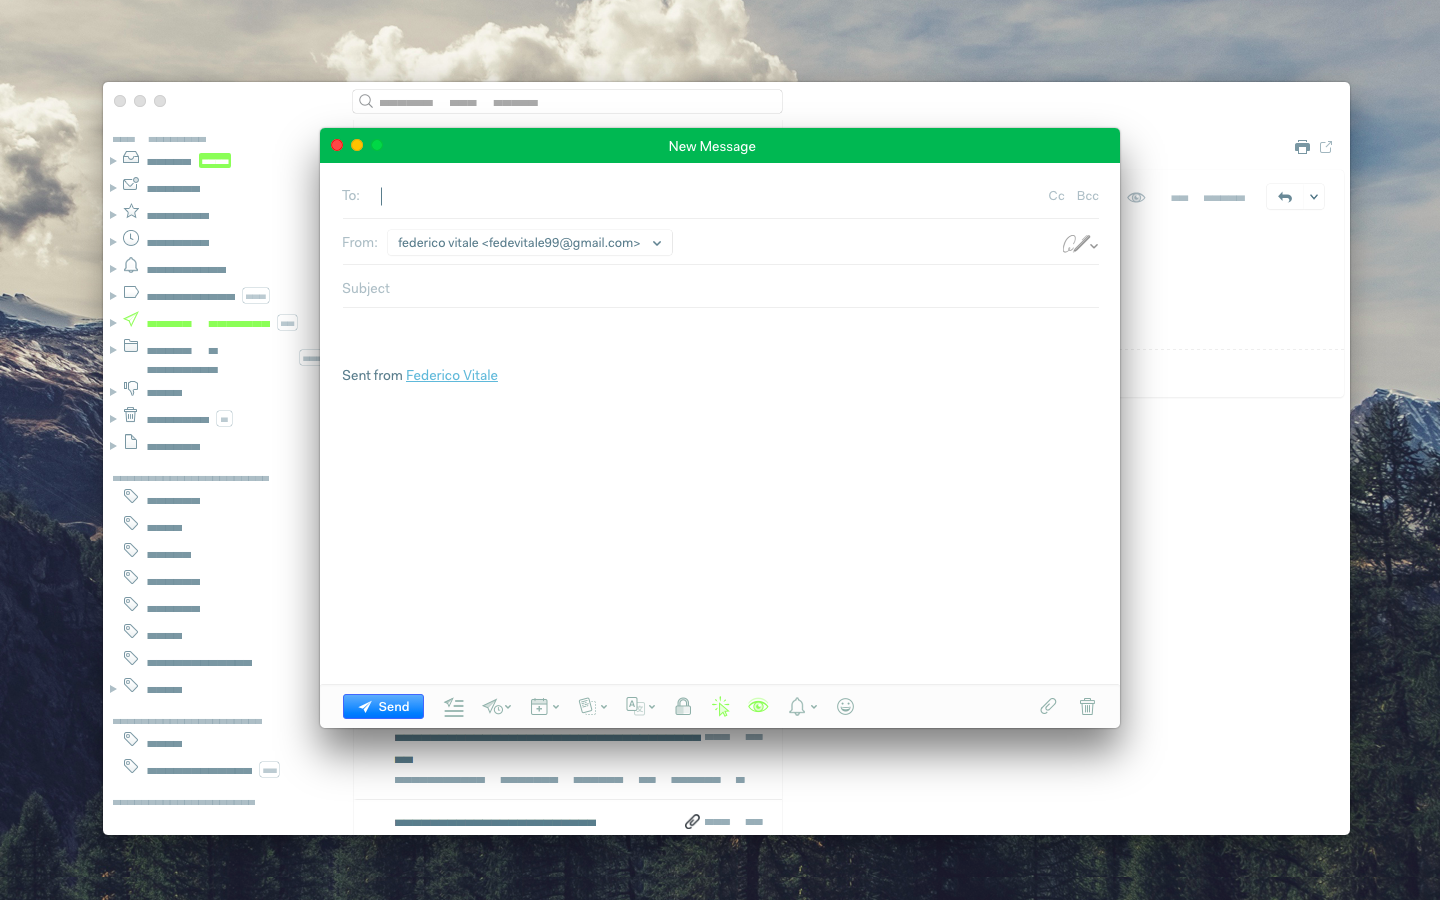 New Message
To:
Cc Bcc
From: federico vitale <fedevitale99@gmail.com>
Subject
Sent from Federico Vitale
Send